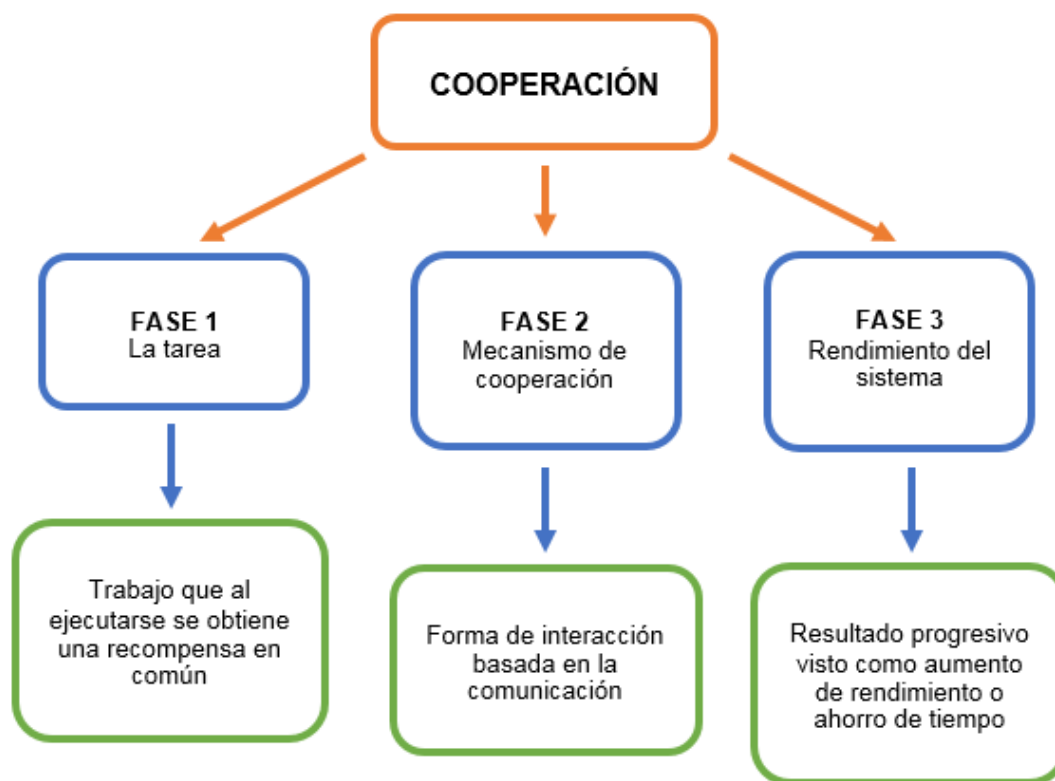 COOPERACIÓN
FASE 1
La tarea
FASE 2
Mecanismo de
cooperación
FASE 3
Rendimiento del
sistema
Trabajo que al
ejecutarse se obtiene
una recompensa en
común
Forma de interacción
basada en la
comunicación
Resultado progresivo
visto como aumento
de rendimiento o
ahorro de tiempo